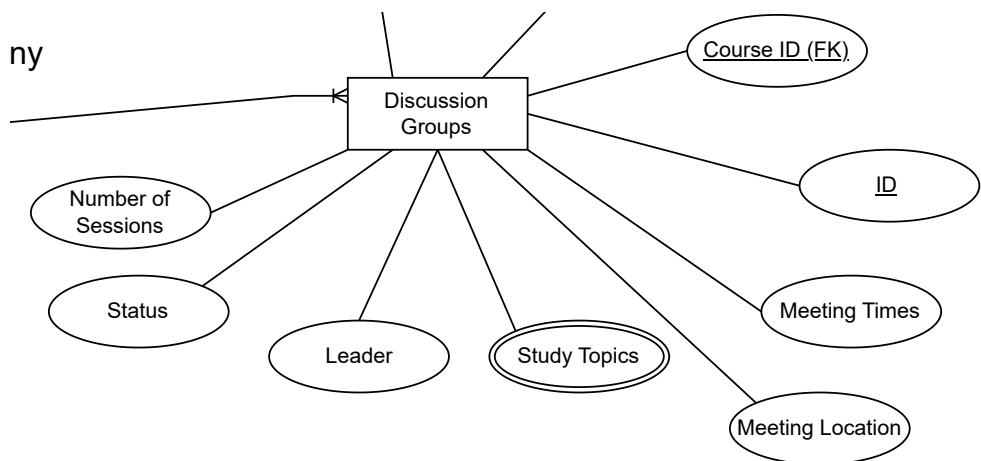 ny
Course ID (FK)
Discussion
Groups
ID
Number of
Sessions
Status
Meeting Times
Leader
Study Topics
Meeting Location